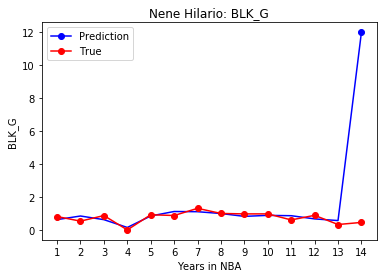 Nene Hilario: BLK_G
Prediction
True
12
10
8
6
4
2
0
BLK_G
1 2 3 4 5 6 7 8 9 10 11 12 13 14
Years in NBA